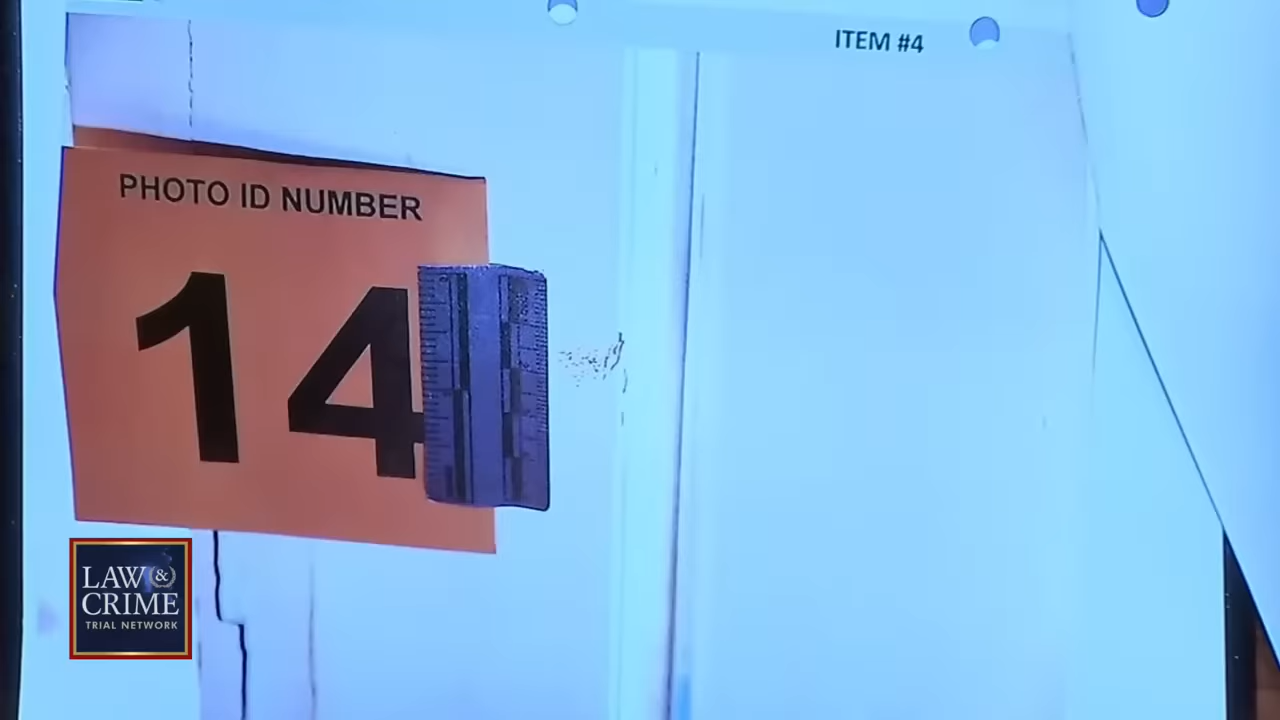 ITEM #4
PHOTO ID NUMBER
14
LAW &
CRIME
TRIAL NETWORK